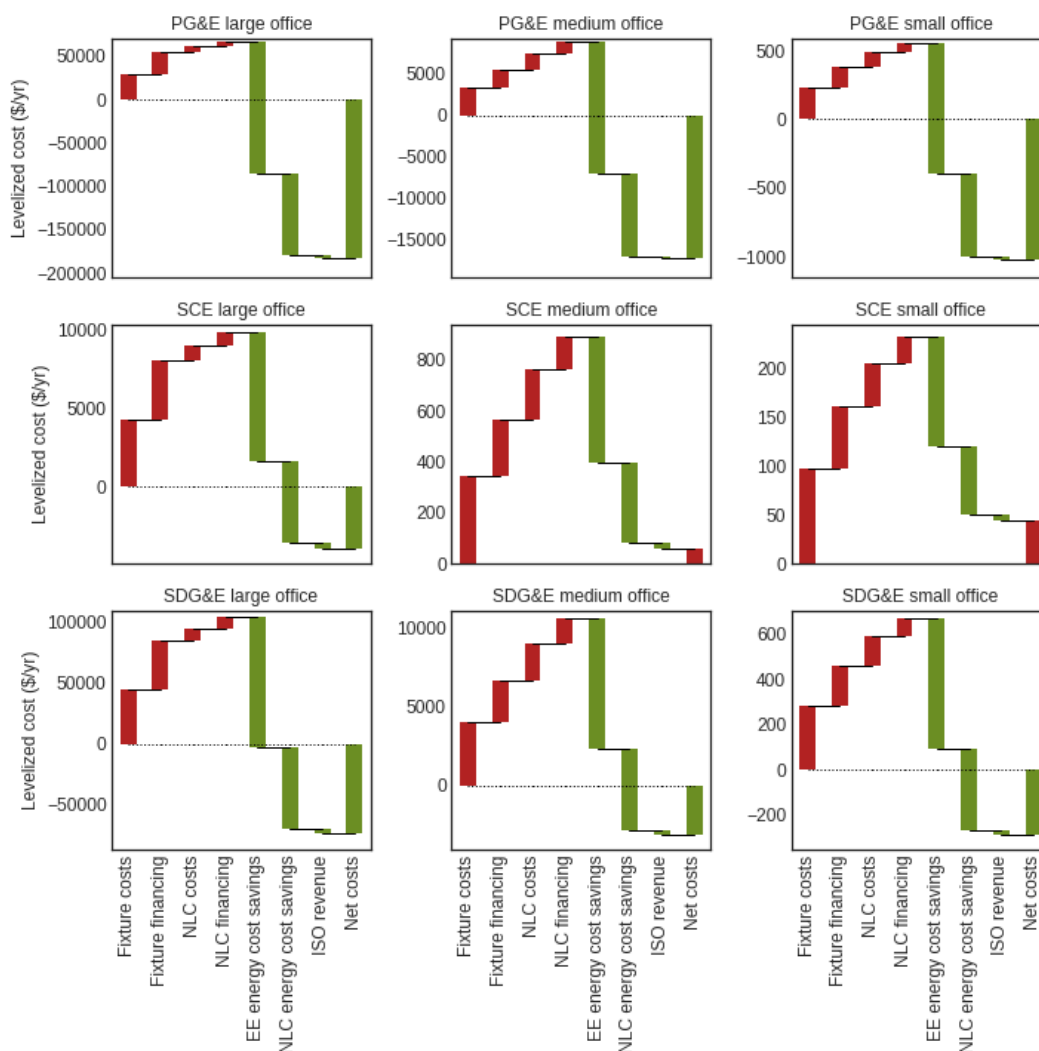 PG&E large office
PG&E medium office
PG&E small office
Levelized cost ($/yr)
50000
0
−50000
−100000
−150000
−200000
5000
0
−5000
−10000
−15000
500
0
−500
−1000
SCE large office
SCE medium office
SCE small office
Levelized cost ($/yr)
10000
5000
0
800
600
400
200
0
200
150
100
50
0
SDG&E large office
SDG&E medium office
SDG&E small office
Levelized cost ($/yr)
100000
50000
0
−50000
10000
5000
0
600
400
200
0
−200
Fixture costs
Fixture financing
NLC costs
NLC financing
EE energy cost savings
NLC energy cost savings
ISO revenue
Net costs
Fixture costs
Fixture financing
NLC costs
NLC financing
EE energy cost savings
NLC energy cost savings
ISO revenue
Net costs
Fixture costs
Fixture financing
NLC costs
NLC financing
EE energy cost savings
NLC energy cost savings
ISO revenue
Net costs